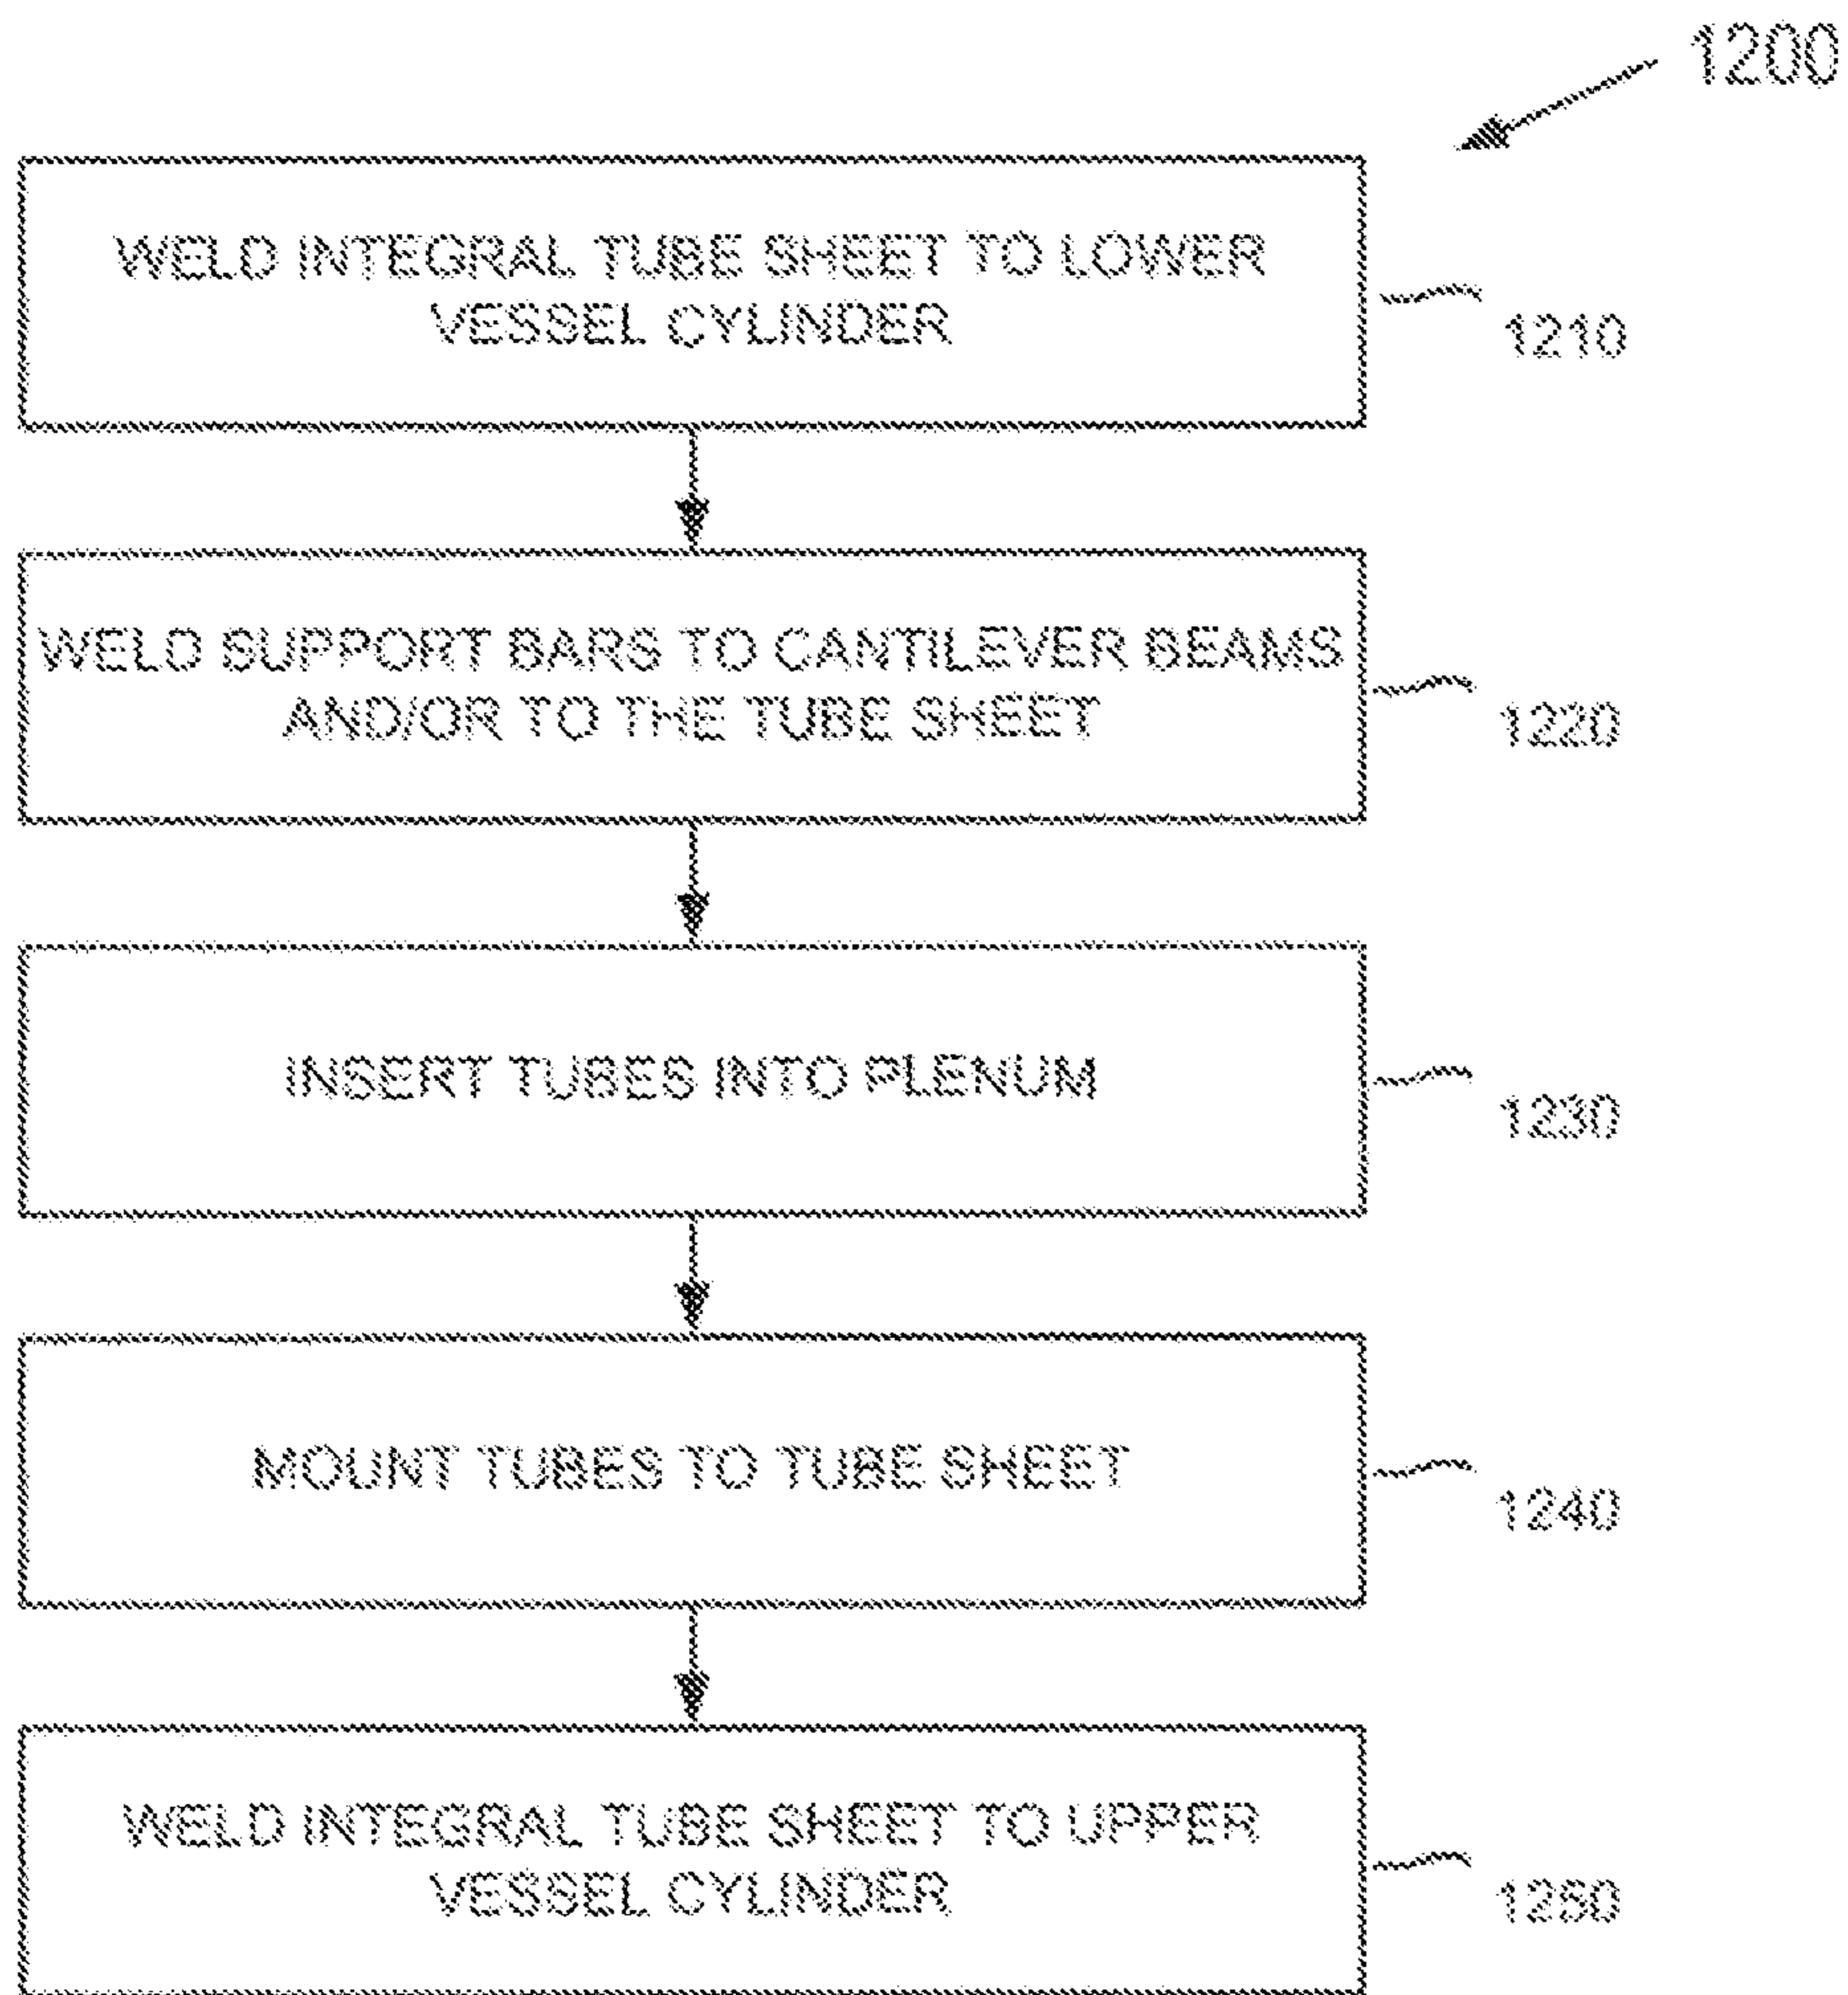 1200
WELD INTEGRAL TUBE SHEET TO LOWER
VESSEL CYLINDER
1210
WELD SUPPORT BARS TO CANTILEVER BEAMS
AND/OR TO THE TUBE SHEET
1220
INSERT TUBES INTO PLENUM
1230
MOUNT TUBES TO TUBE SHEET
1240
WELD INTEGRAL TUBE SHEET TO UPPER
VESSEL CYLINDER
1250